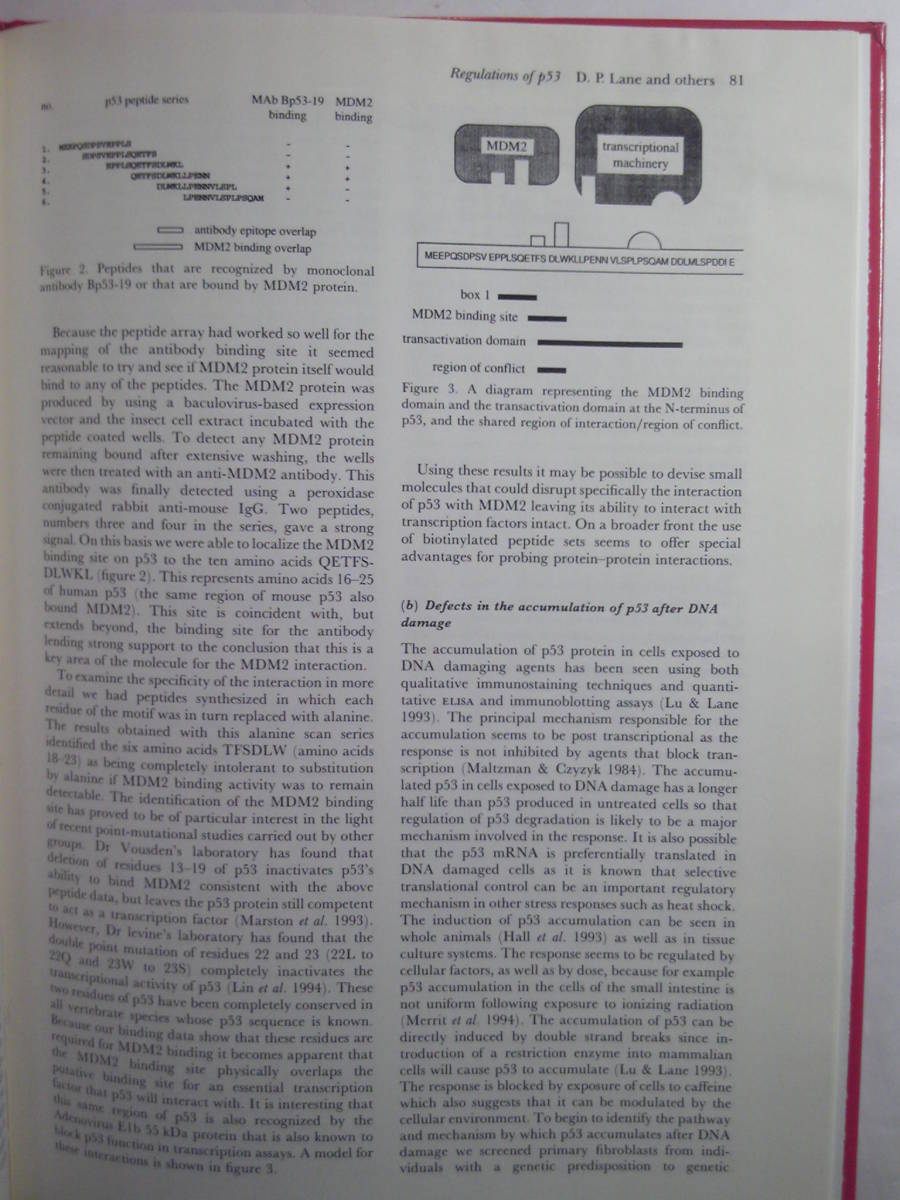 Regulations of p53 D. P. Lane and others 81
no. p53 peptide series MAb Bp53-19 MDM2
binding binding
1. MEEPQSDPSVEPPLS - -
2. SDPSVEPPLSQETFS - -
3. EPPLSQETFSDLWKL + +
4. QETFSDLWKLLPENN + +
5. DLWKLLPENNVLSPL + -
6. LPENNVLSPLPSQAM - -
antibody epitope overlap
MDM2 binding overlap
Figure 2. Peptides that are recognized by monoclonal
antibody Bp53-19 or that are bound by MDM2 protein.
Because the peptide array had worked so well for the
mapping of the antibody binding site it seemed
reasonable to try and see if MDM2 protein itself would
bind to any of the peptides. The MDM2 protein was
produced by using a baculovirus-based expression
vector and the insect cell extract incubated with the
peptide coated wells. To detect any MDM2 protein
remaining bound after extensive washing, the wells
were then treated with an anti-MDM2 antibody. This
antibody was finally detected using a peroxidase
conjugated rabbit anti-mouse IgG. Two peptides,
numbers three and four in the series, gave a strong
signal. On this basis we were able to localize the MDM2
binding site on p53 to the ten amino acids QETFS-
DLWKL (figure 2). This represents amino acids 16–25
of human p53 (the same region of mouse p53 also
bound MDM2). This site is coincident with, but
extends beyond, the binding site for the antibody
lending strong support to the conclusion that this is a
key area of the molecule for the MDM2 interaction.
To examine the specificity of the interaction in more
detail we had peptides synthesized in which each
residue of the motif was in turn replaced with alanine.
The results obtained with this alanine scan series
identified the six amino acids TFSDLW (amino acids
18–23) as being completely intolerant to substitution
by alanine if MDM2 binding activity was to remain
detectable. The identification of the MDM2 binding
site has proved to be of particular interest in the light
of recent point-mutational studies carried out by other
groups. Dr Vousden's laboratory has found that
deletion of residues 13–19 of p53 inactivates p53's
ability to bind MDM2 consistent with the above
peptide data, but leaves the p53 protein still competent
to act as a transcription factor (Marston et al. 1993).
However, Dr levine's laboratory has found that the
double point mutation of residues 22 and 23 (22L to
22Q and 23W to 23S) completely inactivates the
transcriptional activity of p53 (Lin et al. 1994). These
two residues of p53 have been completely conserved in
all vertebrate species whose p53 sequence is known.
Because our binding data show that these residues are
required for MDM2 binding it becomes apparent that
the MDM2 binding site physically overlaps the
putative binding site for an essential transcription
factor that p53 will interact with. It is interesting that
this same region of p53 is also recognized by the
Adenovirus E1b 55 kDa protein that is also known to
block p53 function in transcription assays. A model for
these interactions is shown in figure 3.
MDM2
transcriptional
machinery
MEEPQSDPSV EPPLSQETFS DLWKLLPENN VLSPLPSQAM DDLMLSPDDI E
box 1
MDM2 binding site
transactivation domain
region of conflict
Figure 3. A diagram representing the MDM2 binding
domain and the transactivation domain at the N-terminus of
p53, and the shared region of interaction/region of conflict.
Using these results it may be possible to devise small
molecules that could disrupt specifically the interaction
of p53 with MDM2 leaving its ability to interact with
transcription factors intact. On a broader front the use
of biotinylated peptide sets seems to offer special
advantages for probing protein–protein interactions.
(b) Defects in the accumulation of p53 after DNA
damage
The accumulation of p53 protein in cells exposed to
DNA damaging agents has been seen using both
qualitative immunostaining techniques and quanti-
tative ELISA and immunoblotting assays (Lu & Lane
1993). The principal mechanism responsible for the
accumulation seems to be post transcriptional as the
response is not inhibited by agents that block tran-
scription (Maltzman & Czyzyk 1984). The accumu-
lated p53 in cells exposed to DNA damage has a longer
half life than p53 produced in untreated cells so that
regulation of p53 degradation is likely to be a major
mechanism involved in the response. It is also possible
that the p53 mRNA is preferentially translated in
DNA damaged cells as it is known that selective
translational control can be an important regulatory
mechanism in other stress responses such as heat shock.
The induction of p53 accumulation can be seen in
whole animals (Hall et al. 1993) as well as in tissue
culture systems. The response seems to be regulated by
cellular factors, as well as by dose, because for example
p53 accumulation in the cells of the small intestine is
not uniform following exposure to ionizing radiation
(Merrit et al. 1994). The accumulation of p53 can be
directly induced by double strand breaks since in-
troduction of a restriction enzyme into mammalian
cells will cause p53 to accumulate (Lu & Lane 1993).
The response is blocked by exposure of cells to caffeine
which also suggests that it can be modulated by the
cellular environment. To begin to identify the pathway
and mechanism by which p53 accumulates after DNA
damage we screened primary fibroblasts from indi-
viduals with a genetic predisposition to genetic